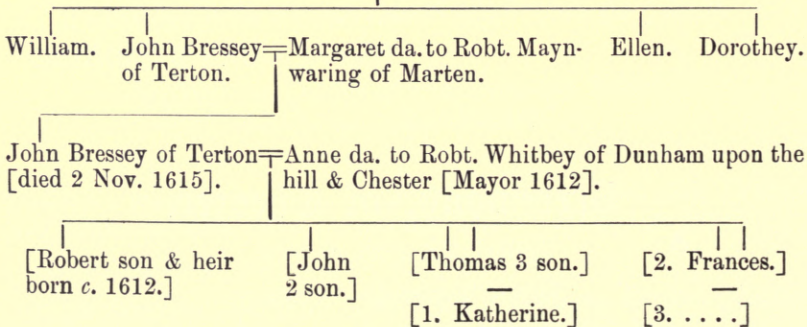 William. John Bressey=Margaret da. to Robt. Mayn- Ellen. Dorothey.
of Terton. waring of Marten.
John Bressey of Terton=Anne da. to Robt. Whitbey of Dunham upon the
[died 2 Nov. 1615]. hill & Chester [Mayor 1612].
[Robert son & heir [John [Thomas 3 son.] [2. Frances.]
born c. 1612.] 2 son.] — —
[1. Katherine.] [3. . . . .]